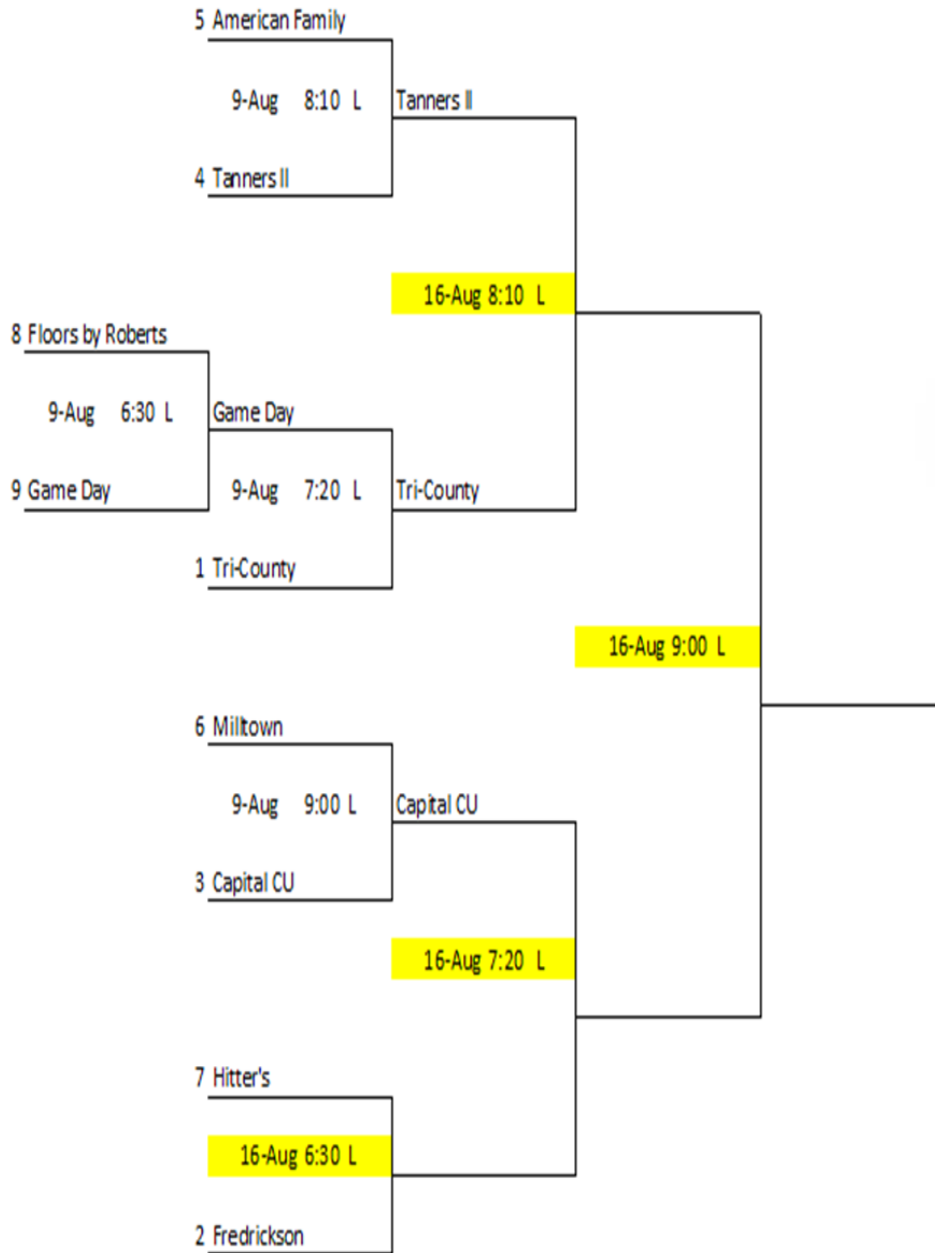 5 American Family
9-Aug 8:10 L
Tanners II
4 Tanners II
16-Aug 8:10 L
8 Floors by Roberts
9-Aug 6:30 L
Game Day
9 Game Day
9-Aug 7:20 L
Tri-County
1 Tri-County
16-Aug 9:00 L
6 Milltown
9-Aug 9:00 L
Capital CU
3 Capital CU
16-Aug 7:20 L
7 Hitter's
16-Aug 6:30 L
2 Fredrickson